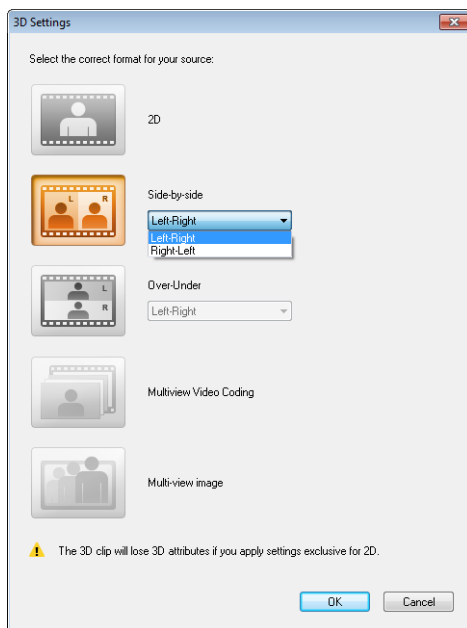 3D Settings
Select the correct format for your source:
2D
L R
Side-by-side
Left-Right
Left-Right
Right-Left
L
R
Over-Under
Left-Right
Multiview Video Coding
Multi-view image
The 3D clip will lose 3D attributes if you apply settings exclusive for 2D.
OK Cancel